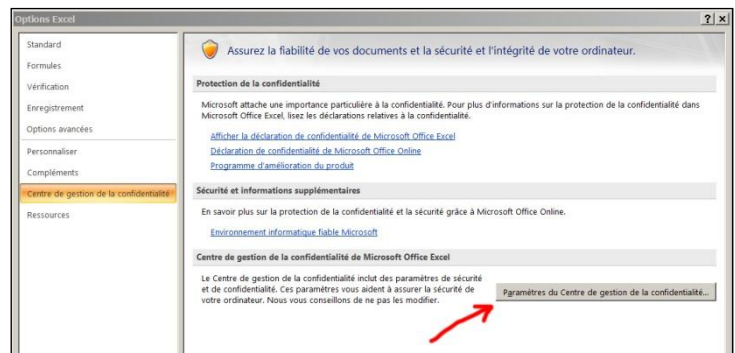 Options Excel
Standard
Formules
Vérification
Enregistrement
Options avancées
Personnaliser
Compléments
Centre de gestion de la confidentialité
Ressources
Assurez la fiabilité de vos documents et la sécurité et l'intégrité de votre ordinateur.
Protection de la confidentialité
Microsoft attache une importance particulière à la confidentialité. Pour plus d'informations sur la protection de la confidentialité dans
Microsoft Office Excel, lisez les déclarations relatives à la confidentialité.
Afficher la déclaration de confidentialité de Microsoft Office Excel
Déclaration de confidentialité de Microsoft Office Online
Programme d'amélioration du produit
Sécurité et informations supplémentaires
En savoir plus sur la protection de la confidentialité et la sécurité grâce à Microsoft Office Online.
Environnement informatique fiable Microsoft
Centre de gestion de la confidentialité de Microsoft Office Excel
Le Centre de gestion de la confidentialité inclut des paramètres de sécurité
et de confidentialité. Ces paramètres vous aident à assurer la sécurité de
votre ordinateur. Nous vous conseillons de ne pas les modifier.
Paramètres du Centre de gestion de la confidentialité...